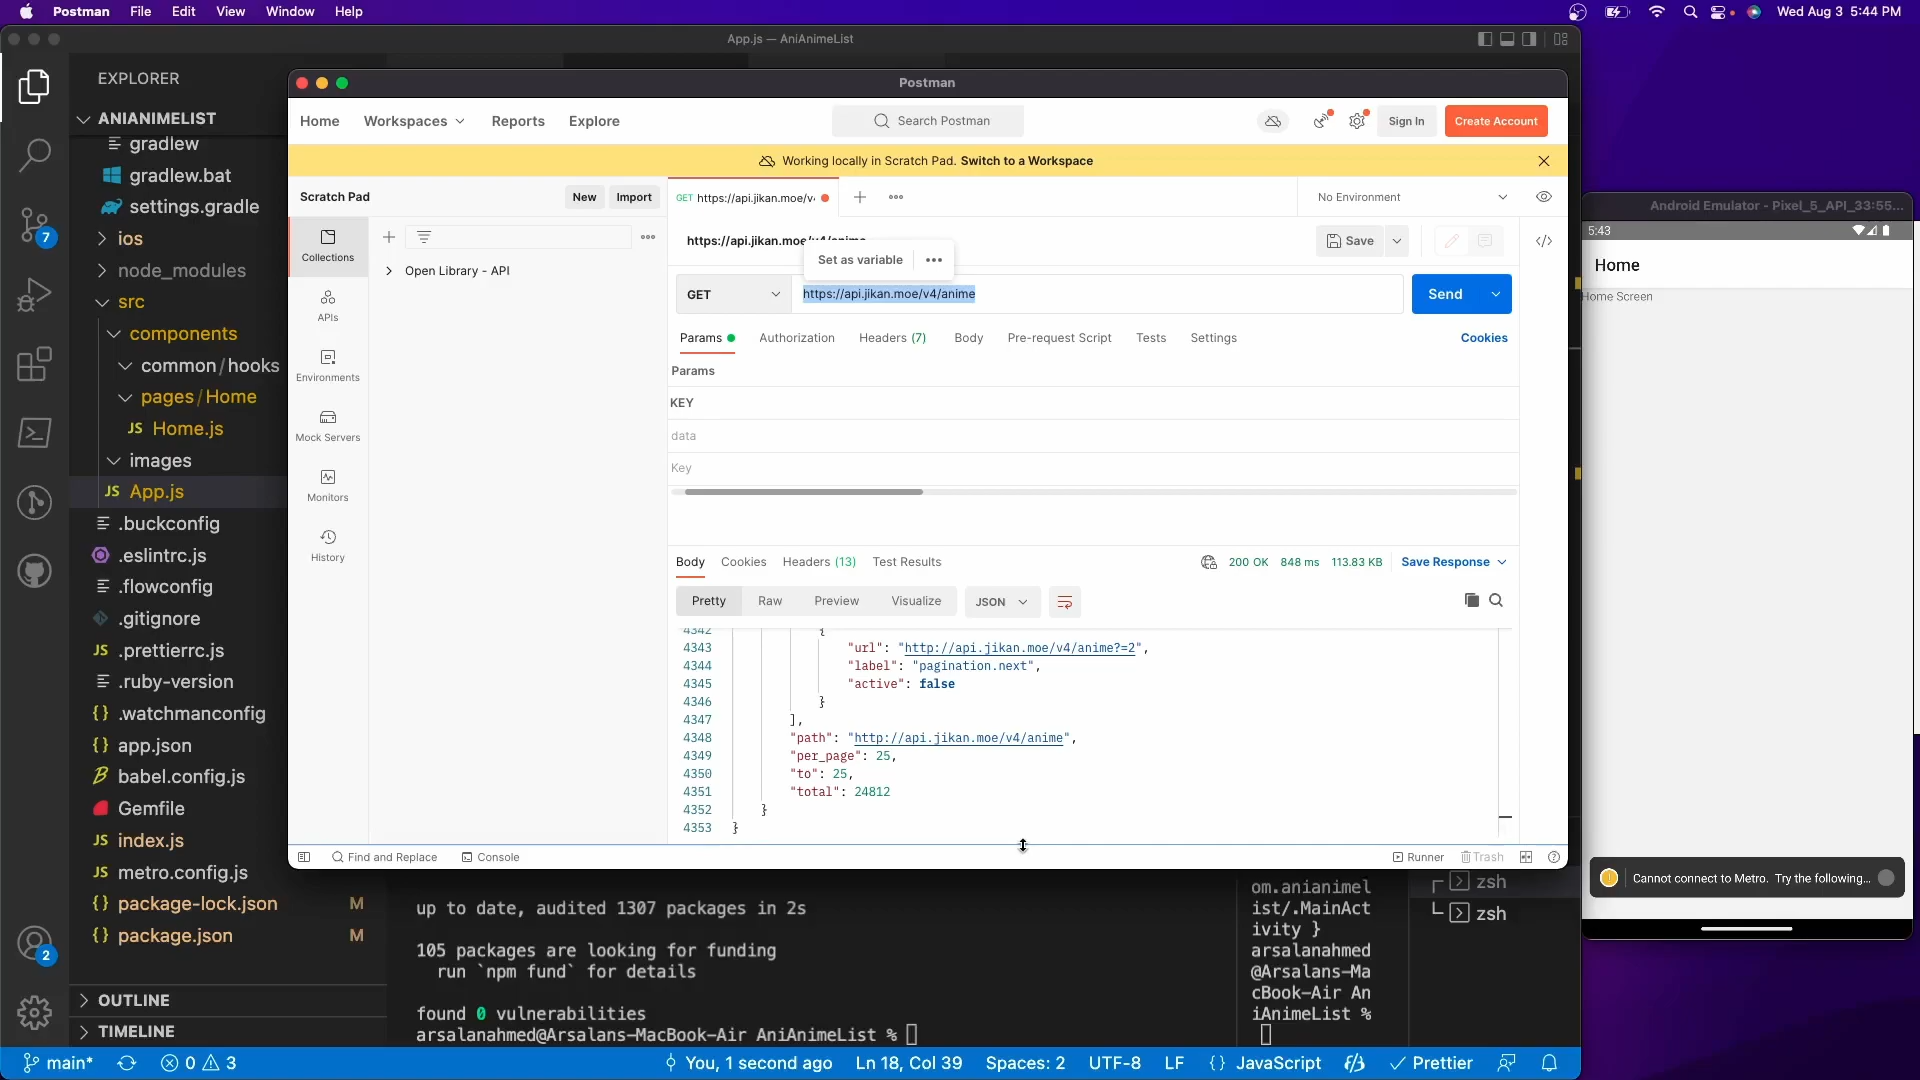 Postman File Edit View Window Help
Wed Aug 3 5:44 PM
App.js — AniAnimeList
EXPLORER
ANIANIMELIST
gradlew
gradlew.bat
settings.gradle
ios
node_modules
src
components
common/hooks
pages/Home
JS Home.js
images
JS App.js
.buckconfig
.eslintrc.js
.flowconfig
.gitignore
JS .prettierrc.js
.ruby-version
{} .watchmanconfig
{} app.json
babel.config.js
Gemfile
JS index.js
JS metro.config.js
{} package-lock.json M
{} package.json M
OUTLINE
TIMELINE
7
2
Postman
Home Workspaces Reports Explore
Search Postman
Sign In
Create Account
Working locally in Scratch Pad. Switch to a Workspace
Scratch Pad
New Import
GET https://api.jikan.moe/v
No Environment
Collections
APIs
Environments
Mock Servers
Monitors
History
Open Library - API
https://api.jikan.moe/v4/anime
Save
Set as variable
GET https://api.jikan.moe/v4/anime
Send
Params Authorization Headers (7) Body Pre-request Script Tests Settings
Cookies
Params
KEY
data
Key
Body Cookies Headers (13) Test Results
200 OK 848 ms 113.83 KB Save Response
Pretty Raw Preview Visualize JSON
4342 {
4343 "url": "http://api.jikan.moe/v4/anime?=2",
4344 "label": "pagination.next",
4345 "active": false
4346 }
4347 ],
4348 "path": "http://api.jikan.moe/v4/anime",
4349 "per_page": 25,
4350 "to": 25,
4351 "total": 24812
4352 }
4353 }
Find and Replace Console
Runner Trash
up to date, audited 1307 packages in 2s
105 packages are looking for funding
run `npm fund` for details
found 0 vulnerabilities
arsalanahmed@Arsalans-MacBook-Air AniAnimeList %
om.anianimel
ist/.MainAct
ivity }
arsalanahmed
@Arsalans-Ma
cBook-Air An
iAnimeList %
zsh
zsh
main* 0 3
You, 1 second ago Ln 18, Col 39 Spaces: 2 UTF-8 LF {} JavaScript Prettier
Android Emulator - Pixel_5_API_33:55...
5:43
Home
Home Screen
Cannot connect to Metro. Try the following...